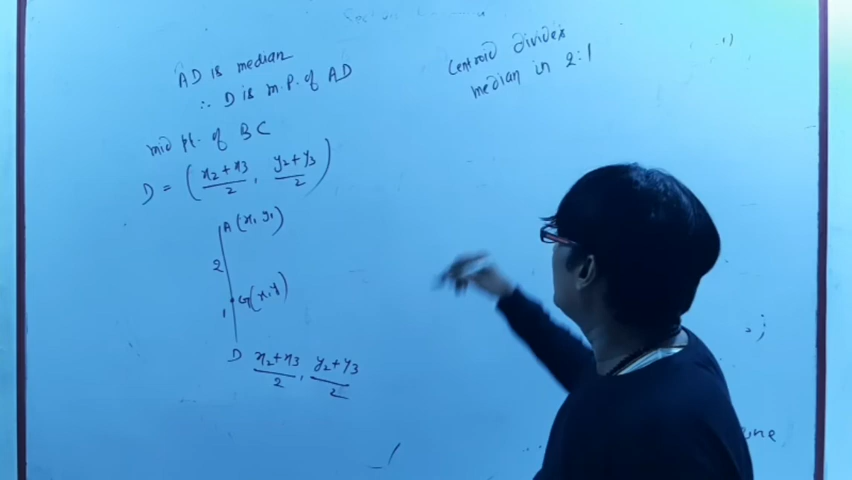 AD is median
∴ D is M.P. of AD
mid pt. of BC
D = (x₂+x₃/2, y₂+y₃/2)
A(x₁ y₁)
2
G(x,y)
1
D x₂+x₃/2, y₂+y₃/2
Centroid divides
median in 2:1